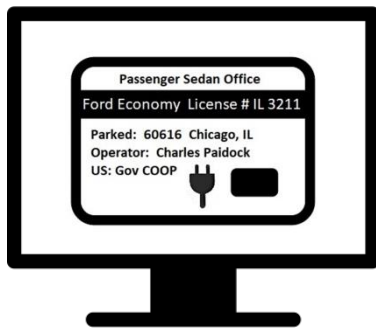 Passenger Sedan Office
Ford Economy License # IL 3211
Parked: 60616 Chicago, IL
Operator: Charles Paidock
US: Gov COOP